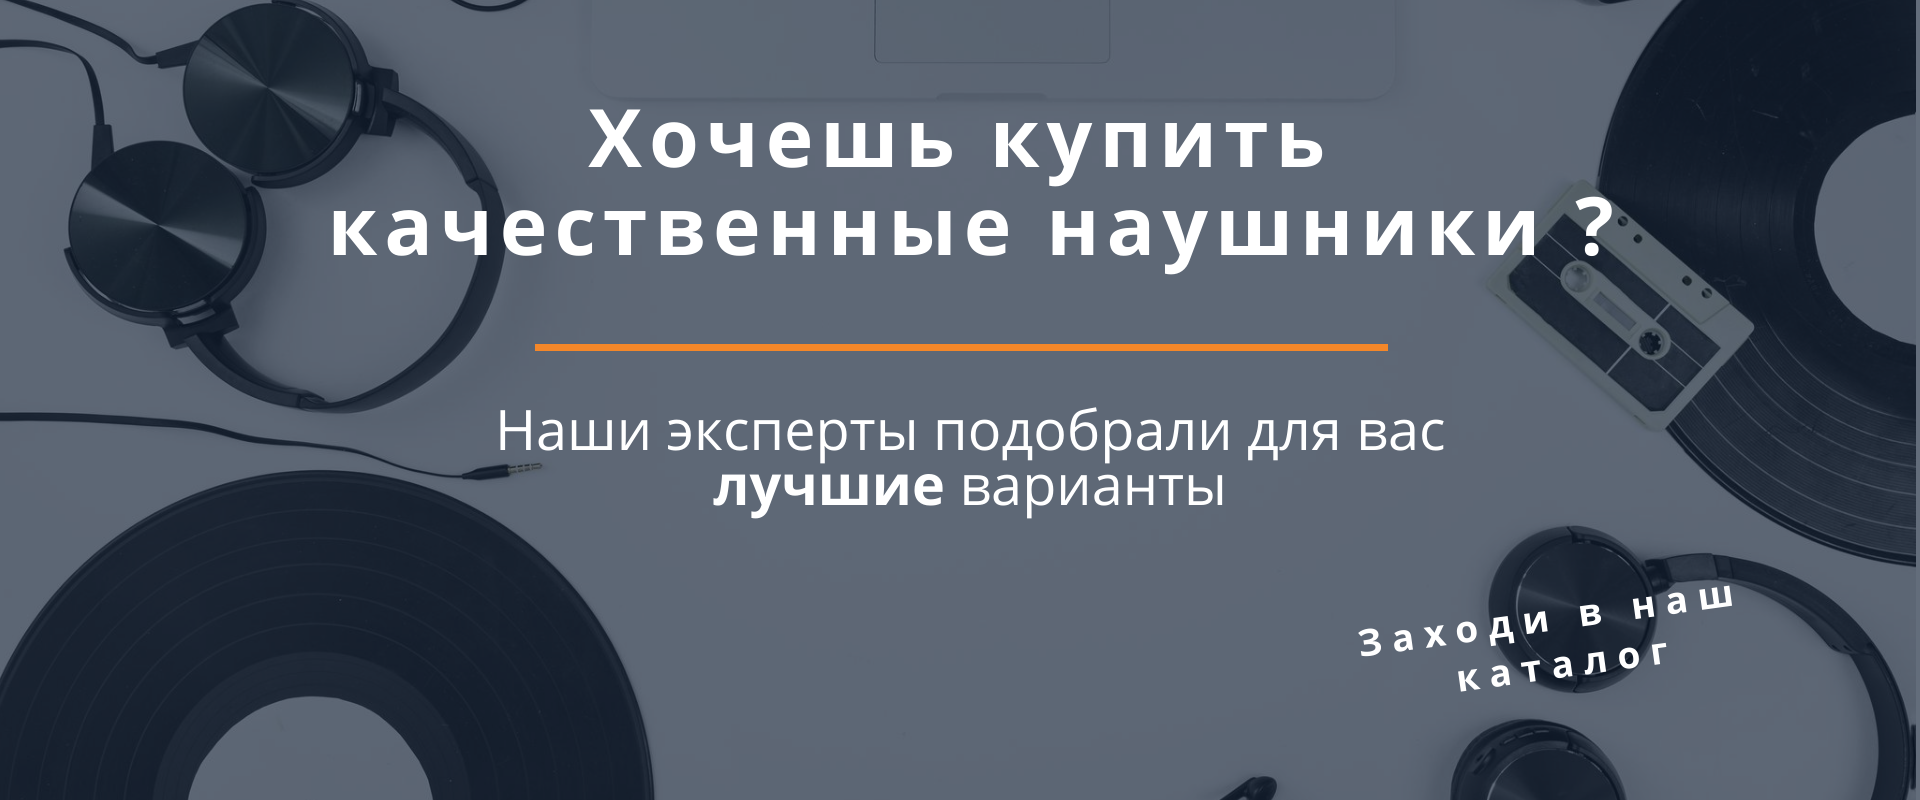 Хочешь купить
качественные наушники ?
Наши эксперты подобрали для вас
лучшие варианты
Заходи в наш
каталог